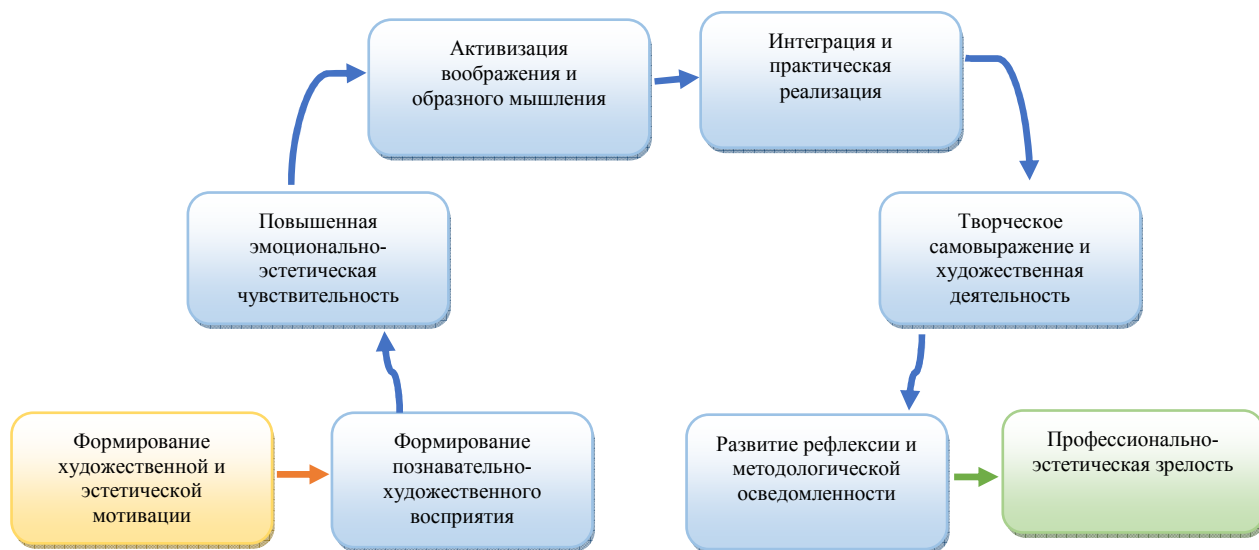 Активизация
воображения и
образного мышления
Интеграция и
практическая
реализация
Повышенная
эмоционально-
эстетическая
чувствительность
Творческое
самовыражение и
художественная
деятельность
Формирование
художественной и
эстетической
мотивации
Формирование
познавательно-
художественного
восприятия
Развитие рефлексии и
методологической
осведомленности
Профессионально-
эстетическая зрелость